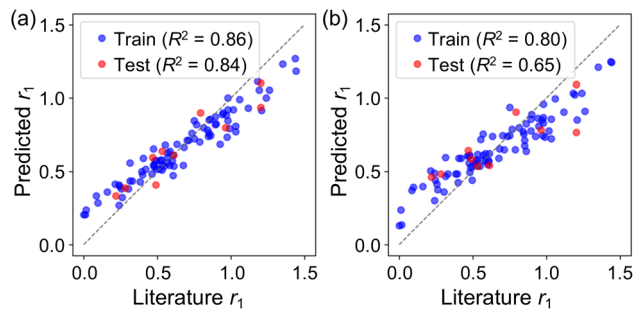 (a)
1.5
1.0
0.5
0.0
Predicted r₁
Train (R² = 0.86)
Test (R² = 0.84)
0.0 0.5 1.0 1.5
Literature r₁
(b)
1.5
1.0
0.5
0.0
Predicted r₁
Train (R² = 0.80)
Test (R² = 0.65)
0.0 0.5 1.0 1.5
Literature r₁